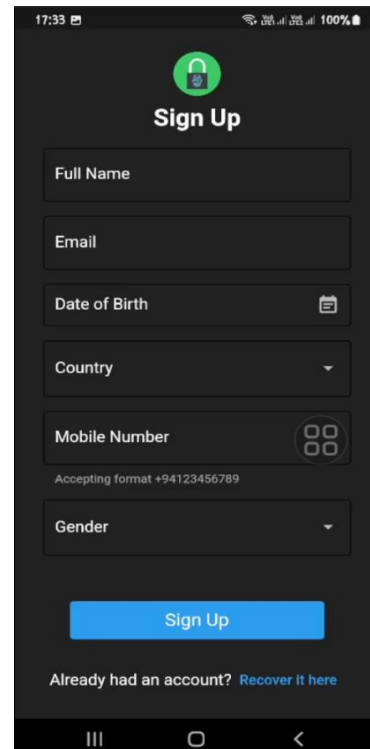 17:33 100%
Sign Up
Full Name
Email
Date of Birth
Country
Mobile Number
Accepting format +94123456789
Gender
Sign Up
Already had an account? Recover it here